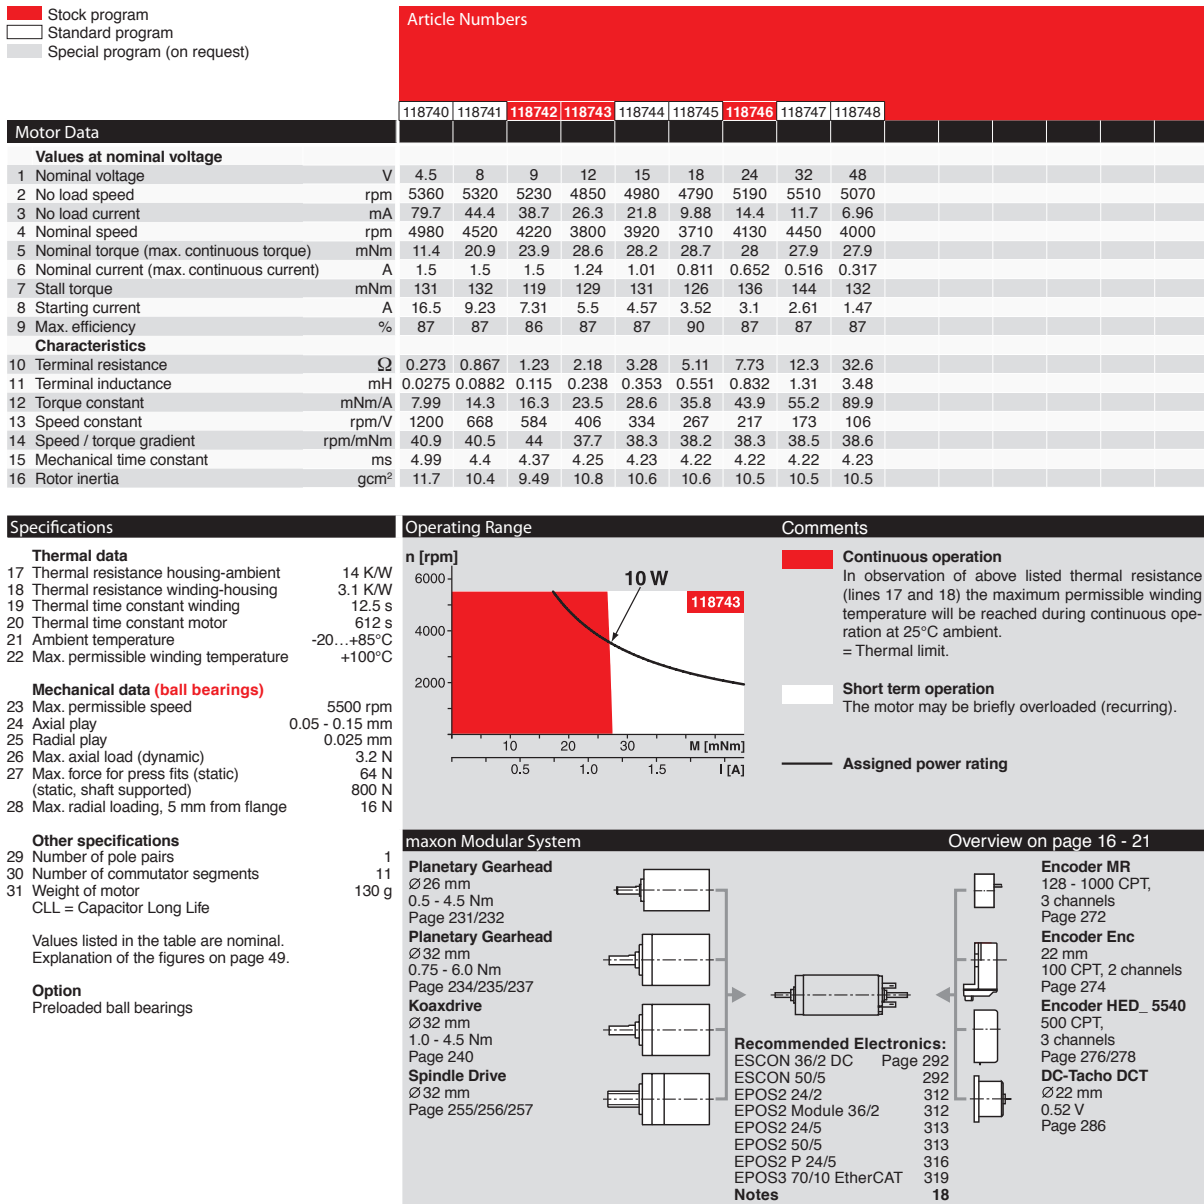 Stock program
Standard program
Special program (on request)
Article Numbers
118740 118741 118742 118743 118744 118745 118746 118747 118748
Motor Data
Values at nominal voltage
1 Nominal voltage V 4.5 8 9 12 15 18 24 32 48
2 No load speed rpm 5360 5320 5230 4850 4980 4790 5190 5510 5070
3 No load current mA 79.7 44.4 38.7 26.3 21.8 9.88 14.4 11.7 6.96
4 Nominal speed rpm 4980 4520 4220 3800 3920 3710 4130 4450 4000
5 Nominal torque (max. continuous torque) mNm 11.4 20.9 23.9 28.6 28.2 28.7 28 27.9 27.9
6 Nominal current (max. continuous current) A 1.5 1.5 1.5 1.24 1.01 0.811 0.652 0.516 0.317
7 Stall torque mNm 131 132 119 129 131 126 136 144 132
8 Starting current A 16.5 9.23 7.31 5.5 4.57 3.52 3.1 2.61 1.47
9 Max. efficiency % 87 87 86 87 87 90 87 87 87
Characteristics
10 Terminal resistance Ω 0.273 0.867 1.23 2.18 3.28 5.11 7.73 12.3 32.6
11 Terminal inductance mH 0.0275 0.0882 0.115 0.238 0.353 0.551 0.832 1.31 3.48
12 Torque constant mNm/A 7.99 14.3 16.3 23.5 28.6 35.8 43.9 55.2 89.9
13 Speed constant rpm/V 1200 668 584 406 334 267 217 173 106
14 Speed / torque gradient rpm/mNm 40.9 40.5 44 37.7 38.3 38.2 38.3 38.5 38.6
15 Mechanical time constant ms 4.99 4.4 4.37 4.25 4.23 4.22 4.22 4.22 4.23
16 Rotor inertia gcm² 11.7 10.4 9.49 10.8 10.6 10.6 10.5 10.5 10.5
Specifications
Thermal data
17 Thermal resistance housing-ambient 14 K/W
18 Thermal resistance winding-housing 3.1 K/W
19 Thermal time constant winding 12.5 s
20 Thermal time constant motor 612 s
21 Ambient temperature -20…+85°C
22 Max. permissible winding temperature +100°C
Mechanical data (ball bearings)
23 Max. permissible speed 5500 rpm
24 Axial play 0.05 - 0.15 mm
25 Radial play 0.025 mm
26 Max. axial load (dynamic) 3.2 N
27 Max. force for press fits (static) 64 N
(static, shaft supported) 800 N
28 Max. radial loading, 5 mm from flange 16 N
Other specifications
29 Number of pole pairs 1
30 Number of commutator segments 11
31 Weight of motor 130 g
CLL = Capacitor Long Life
Values listed in the table are nominal.
Explanation of the figures on page 49.
Option
Preloaded ball bearings
Operating Range
n [rpm]
6000
4000
2000
10 W
118743
10 20 30 M [mNm]
0.5 1.0 1.5 I [A]
Comments
Continuous operation
In observation of above listed thermal resistance
(lines 17 and 18) the maximum permissible winding
temperature will be reached during continuous ope-
ration at 25°C ambient.
= Thermal limit.
Short term operation
The motor may be briefly overloaded (recurring).
Assigned power rating
maxon Modular System
Overview on page 16 - 21
Planetary Gearhead
Ø26 mm
0.5 - 4.5 Nm
Page 231/232
Planetary Gearhead
Ø32 mm
0.75 - 6.0 Nm
Page 234/235/237
Koaxdrive
Ø32 mm
1.0 - 4.5 Nm
Page 240
Spindle Drive
Ø32 mm
Page 255/256/257
Recommended Electronics:
ESCON 36/2 DC Page 292
ESCON 50/5 292
EPOS2 24/2 312
EPOS2 Module 36/2 312
EPOS2 24/5 313
EPOS2 50/5 313
EPOS2 P 24/5 316
EPOS3 70/10 EtherCAT 319
Notes 18
Encoder MR
128 - 1000 CPT,
3 channels
Page 272
Encoder Enc
22 mm
100 CPT, 2 channels
Page 274
Encoder HED_ 5540
500 CPT,
3 channels
Page 276/278
DC-Tacho DCT
Ø22 mm
0.52 V
Page 286